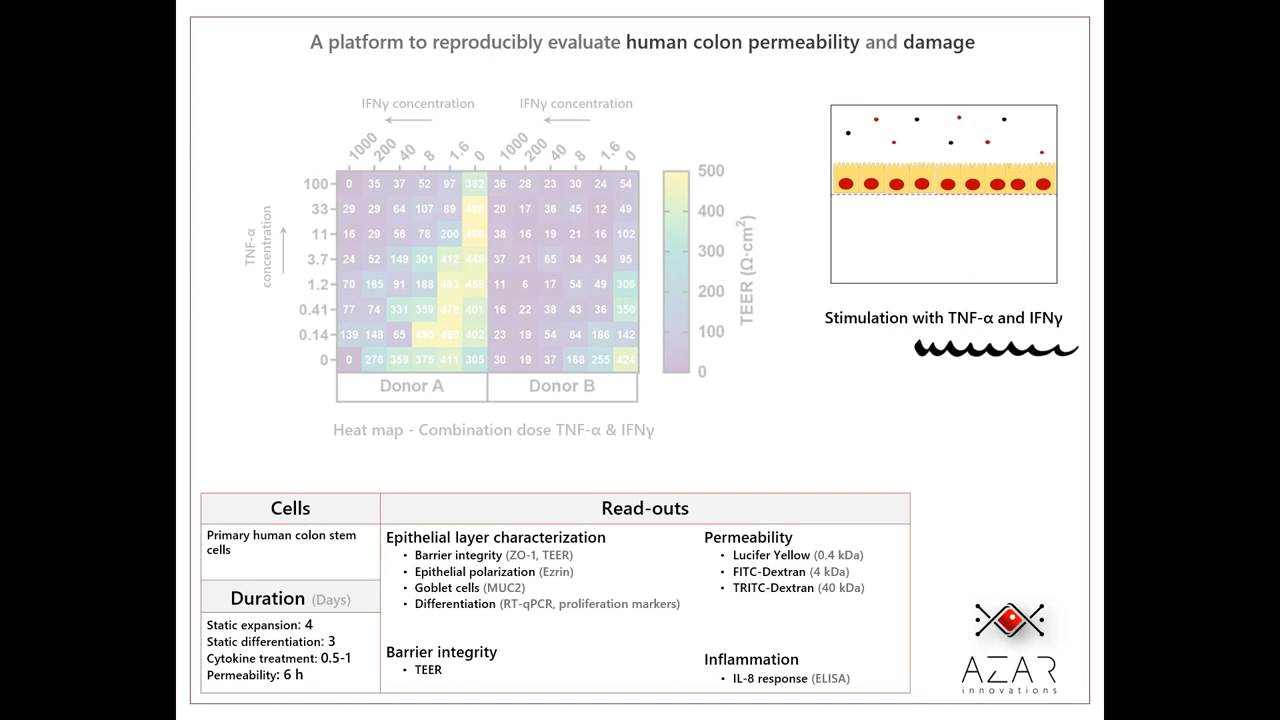 A platform to reproducibly evaluate human colon permeability and damage
IFNγ concentration IFNγ concentration
1000 200 40 8 1.6 0 1000 200 40 8 1.6 0
TNF-α
concentration
100 0 35 37 52 97 382 36 28 23 30 24 54
33 29 29 64 107 89 20 17 36 45 12 49
11 16 29 56 78 200 38 16 19 21 16 102
3.7 24 52 149 301 412 448 37 21 65 34 34 95
1.2 70 165 91 188 463 458 11 6 17 54 49 306
0.41 77 74 331 359 478 401 16 22 38 43 36 350
0.14 139 148 65 402 23 19 54 64 186 142
0 0 276 359 375 411 305 30 19 37 168 255 424
Donor A Donor B
500
400
300
200
100
0
TEER (Ω·cm²)
Heat map - Combination dose TNF-α & IFNγ
Stimulation with TNF-α and IFNγ
Cells
Primary human colon stem
cells
Duration (Days)
Static expansion: 4
Static differentiation: 3
Cytokine treatment: 0.5-1
Permeability: 6 h
Read-outs
Epithelial layer characterization
• Barrier integrity (ZO-1, TEER)
• Epithelial polarization (Ezrin)
• Goblet cells (MUC2)
• Differentiation (RT-qPCR, proliferation markers)
Barrier integrity
• TEER
Permeability
• Lucifer Yellow (0.4 kDa)
• FITC-Dextran (4 kDa)
• TRITC-Dextran (40 kDa)
Inflammation
• IL-8 response (ELISA)
AZAR
innovations